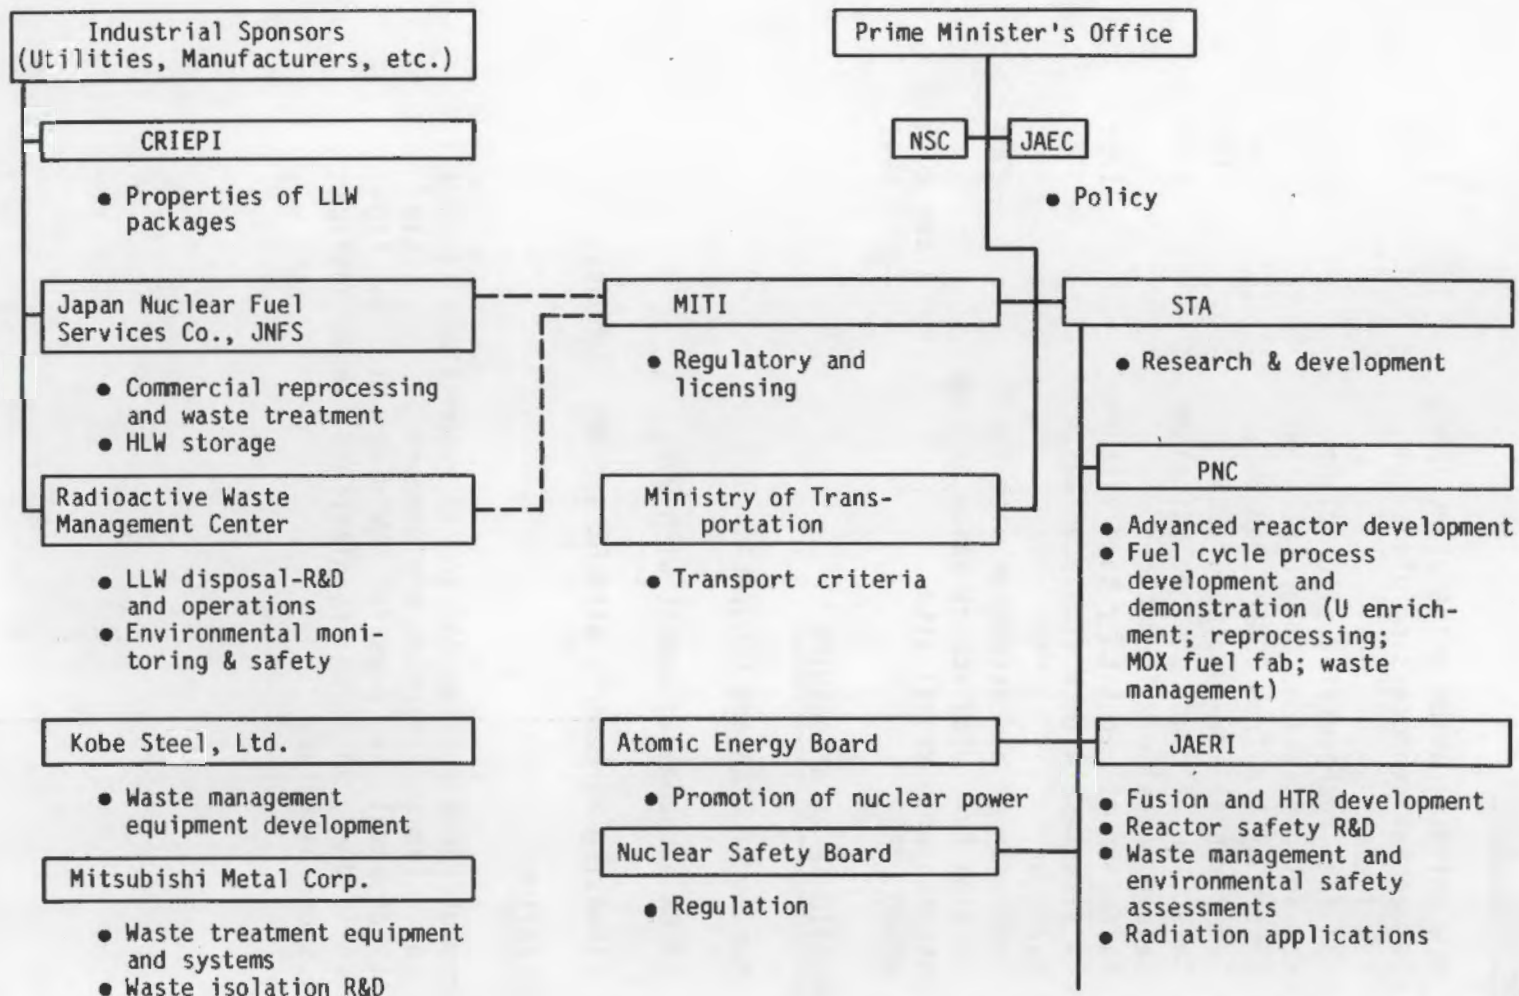 Industrial Sponsors
(Utilities, Manufacturers, etc.)
CRIEPI
● Properties of LLW
packages
Japan Nuclear Fuel
Services Co., JNFS
● Commercial reprocessing
and waste treatment
● HLW storage
Radioactive Waste
Management Center
● LLW disposal-R&D
and operations
● Environmental moni-
toring & safety
Kobe Steel, Ltd.
● Waste management
equipment development
Mitsubishi Metal Corp.
● Waste treatment equipment
and systems
● Waste isolation R&D
Prime Minister's Office
NSC
JAEC
● Policy
MITI
● Regulatory and
licensing
Ministry of Trans-
portation
● Transport criteria
Atomic Energy Board
● Promotion of nuclear power
Nuclear Safety Board
● Regulation
STA
● Research & development
PNC
● Advanced reactor development
● Fuel cycle process
development and
demonstration (U enrich-
ment; reprocessing;
MOX fuel fab; waste
management)
JAERI
● Fusion and HTR development
● Reactor safety R&D
● Waste management and
environmental safety
assessments
● Radiation applications